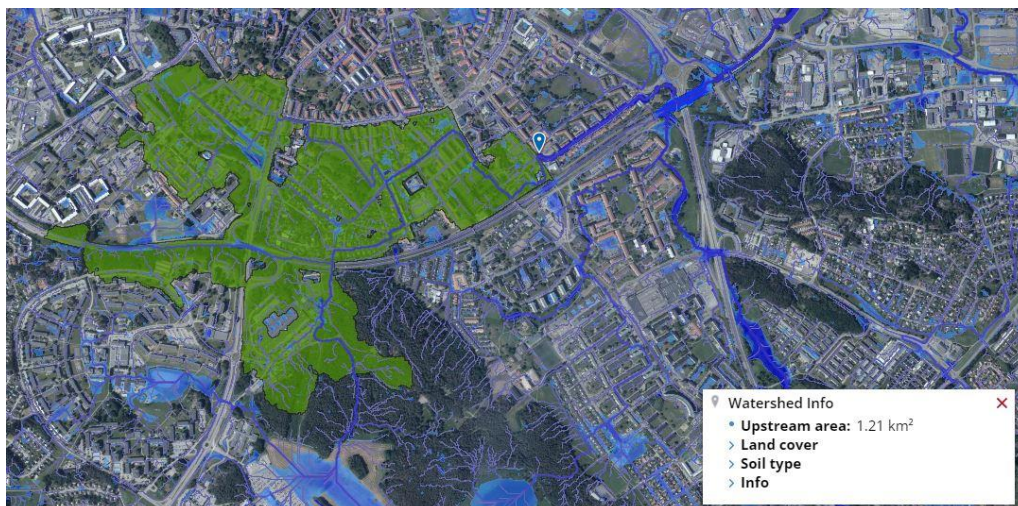 Watershed Info
Upstream area: 1.21 km²
Land cover
Soil type
Info